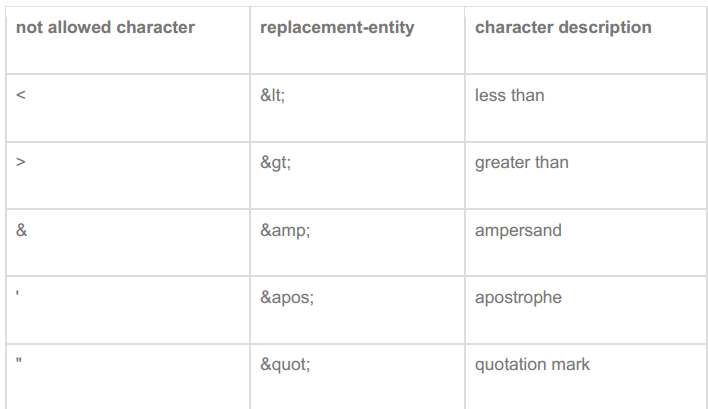 not allowed character replacement-entity character description
< &lt; less than
> &gt; greater than
& &amp; ampersand
' &apos; apostrophe
" &quot; quotation mark